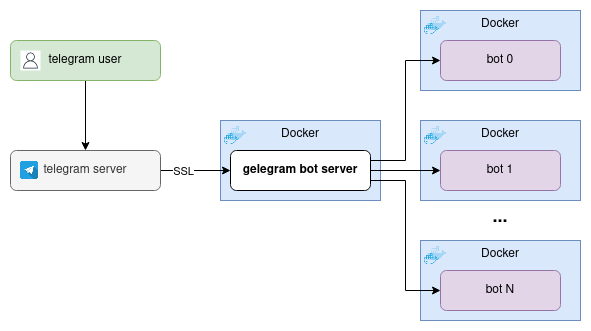 Docker
telegram user
bot 0
Docker
Docker
telegram server
SSL
gelegram bot server
bot 1
...
Docker
bot N